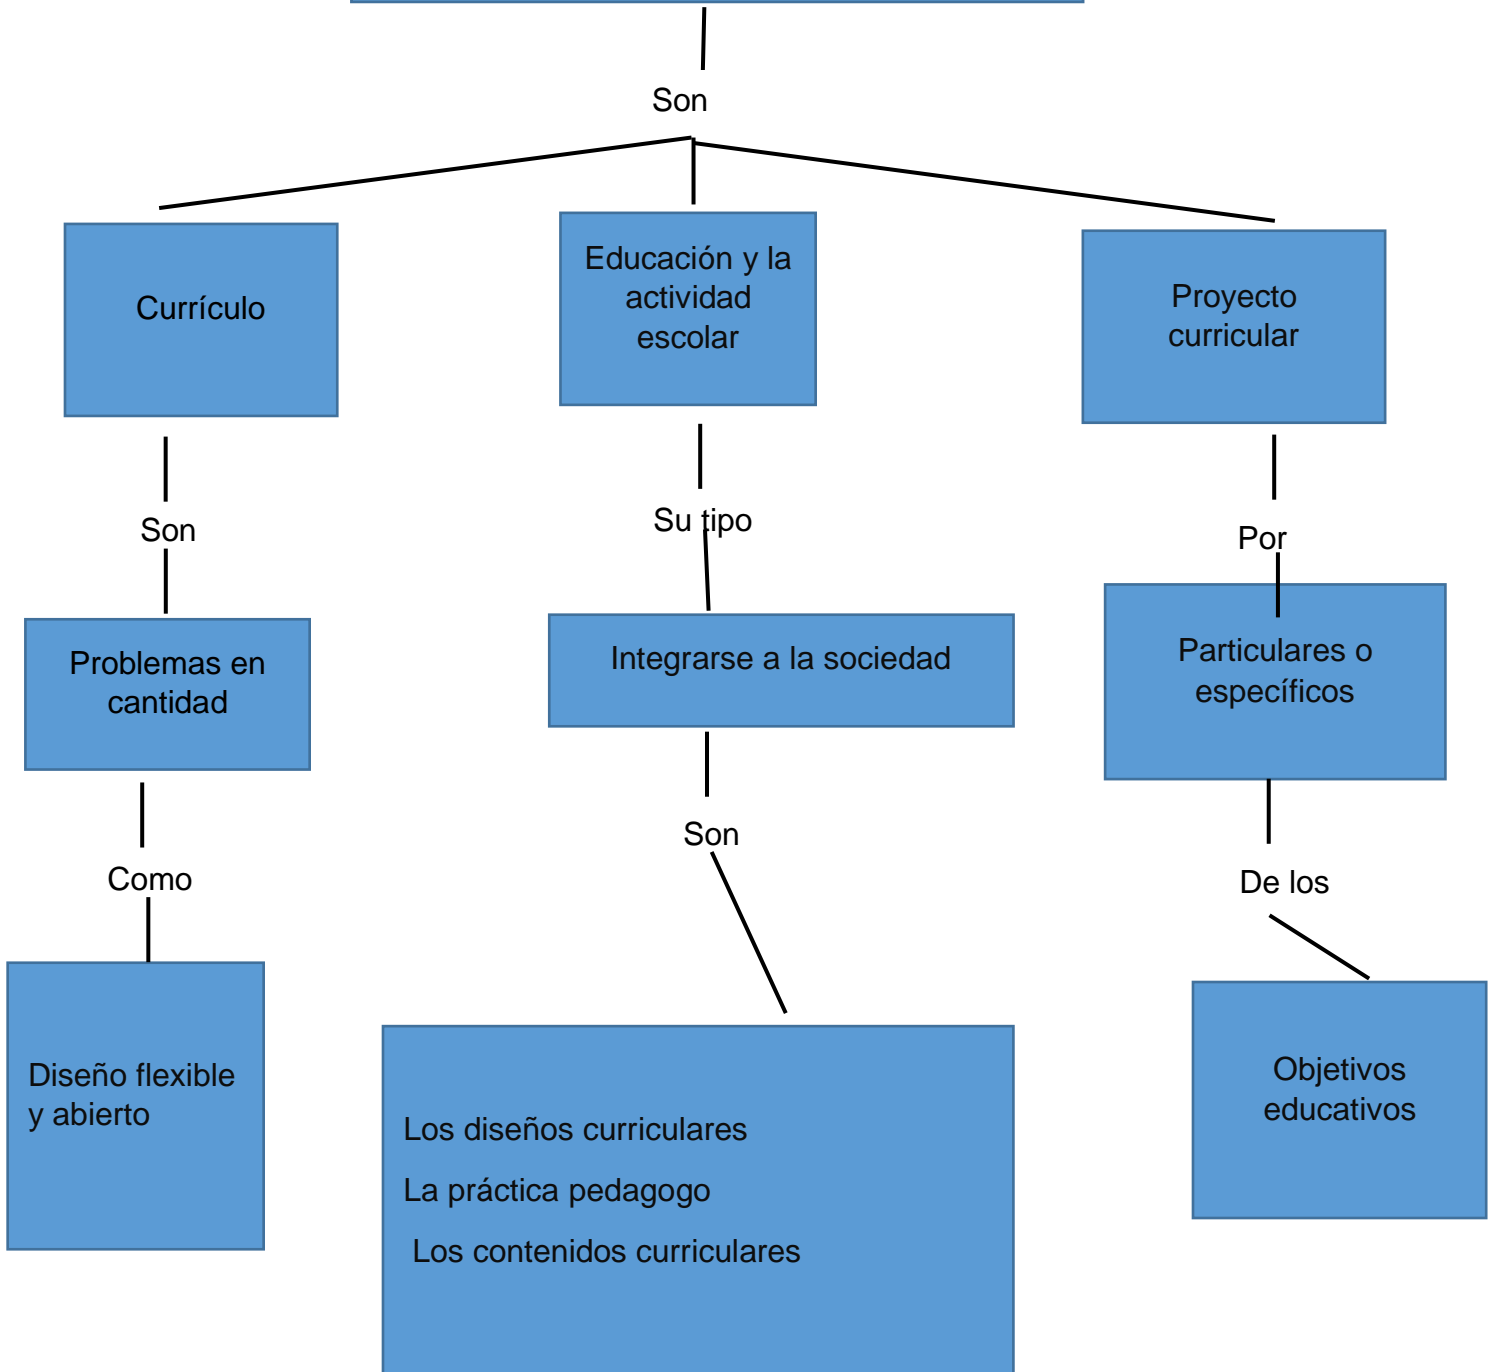 Son
Currículo
Educación y la
actividad
escolar
Proyecto
curricular
Son
Su tipo
Por
Problemas en
cantidad
Integrarse a la sociedad
Particulares o
específicos
Como
Son
De los
Diseño flexible
y abierto
Los diseños curriculares
La práctica pedagogo
Los contenidos curriculares
Objetivos
educativos